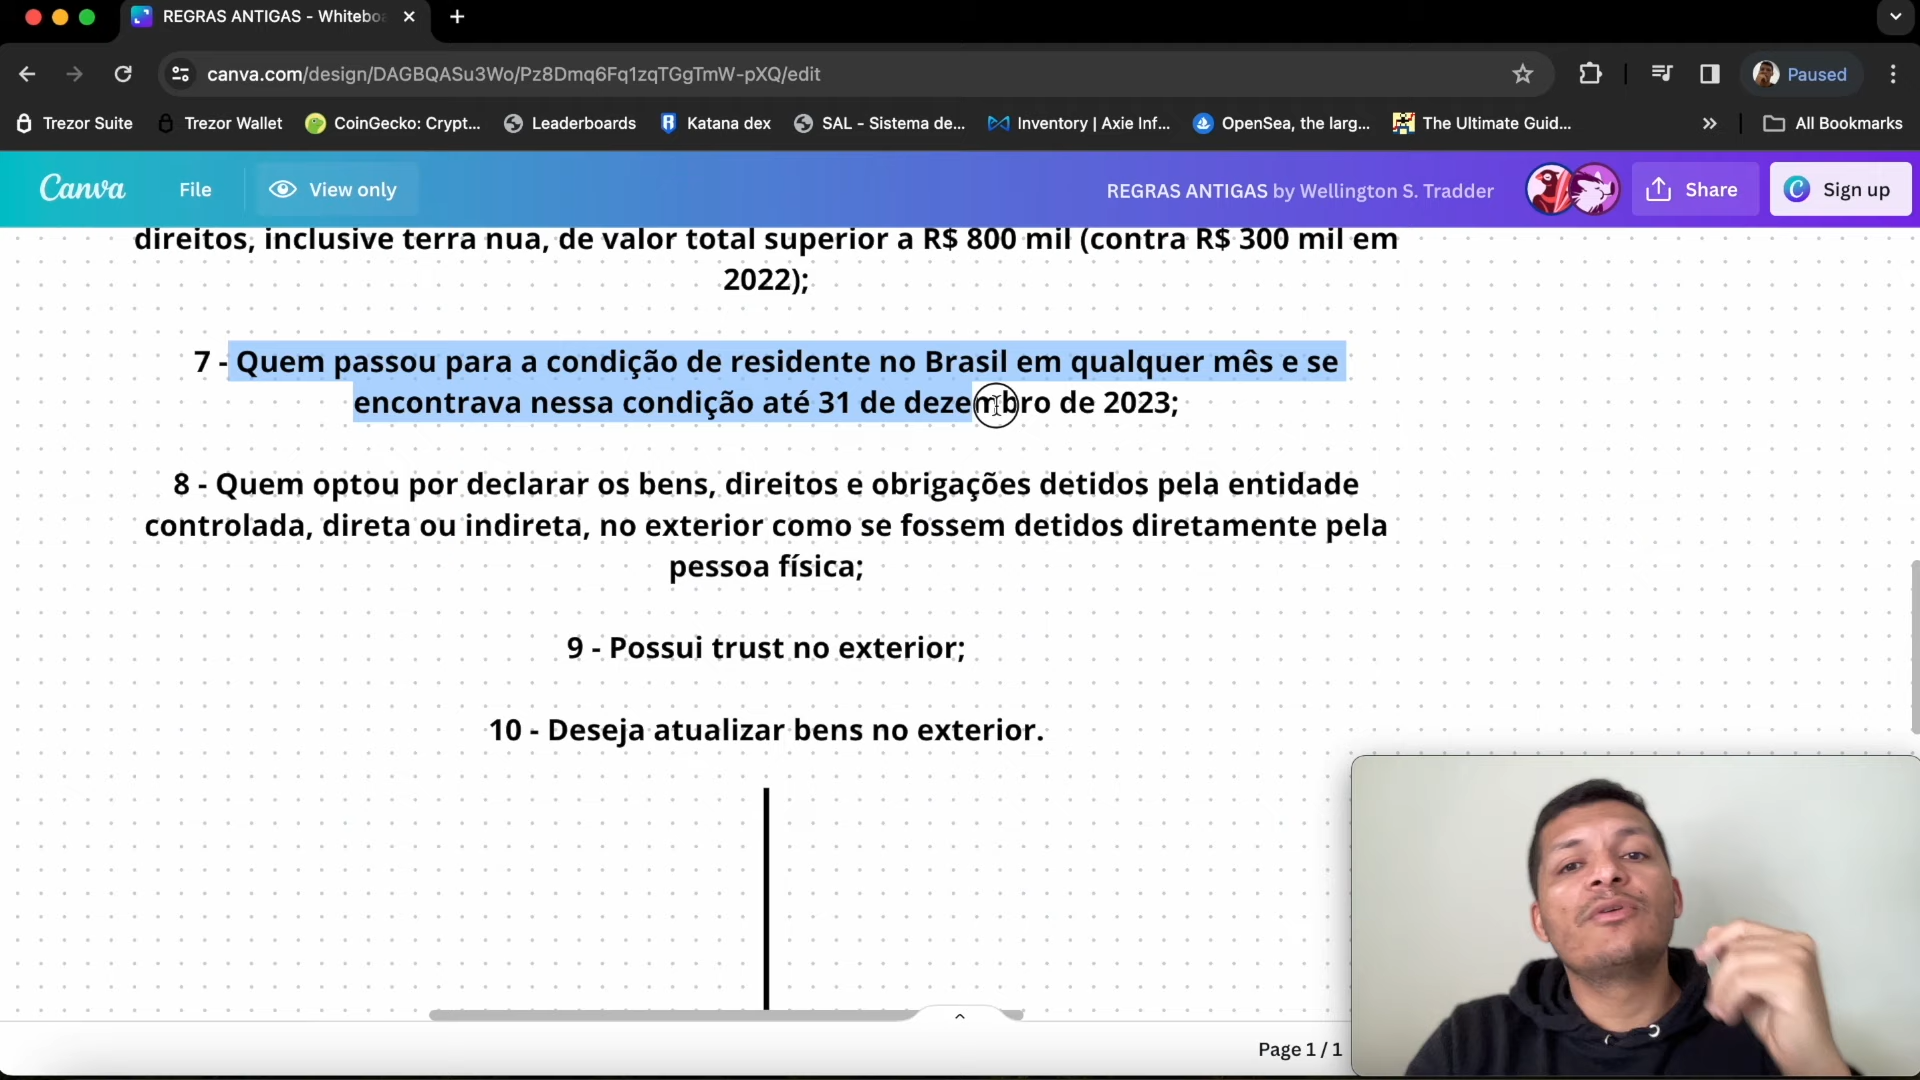 REGRAS ANTIGAS - Whitebo
canva.com/design/DAGBQASu3Wo/Pz8Dmq6Fq1zqTGgTmW-pXQ/edit
Paused
Trezor Suite
Trezor Wallet
CoinGecko: Crypt...
Leaderboards
Katana dex
SAL - Sistema de...
Inventory | Axie Inf...
OpenSea, the larg...
The Ultimate Guid...
All Bookmarks
Canva
File
View only
REGRAS ANTIGAS by Wellington S. Tradder
Share
Sign up
direitos, inclusive terra nua, de valor total superior a R$ 800 mil (contra R$ 300 mil em
2022);
7 - Quem passou para a condição de residente no Brasil em qualquer mês e se
encontrava nessa condição até 31 de dezembro de 2023;
8 - Quem optou por declarar os bens, direitos e obrigações detidos pela entidade
controlada, direta ou indireta, no exterior como se fossem detidos diretamente pela
pessoa física;
9 - Possui trust no exterior;
10 - Deseja atualizar bens no exterior.
Page 1 / 1